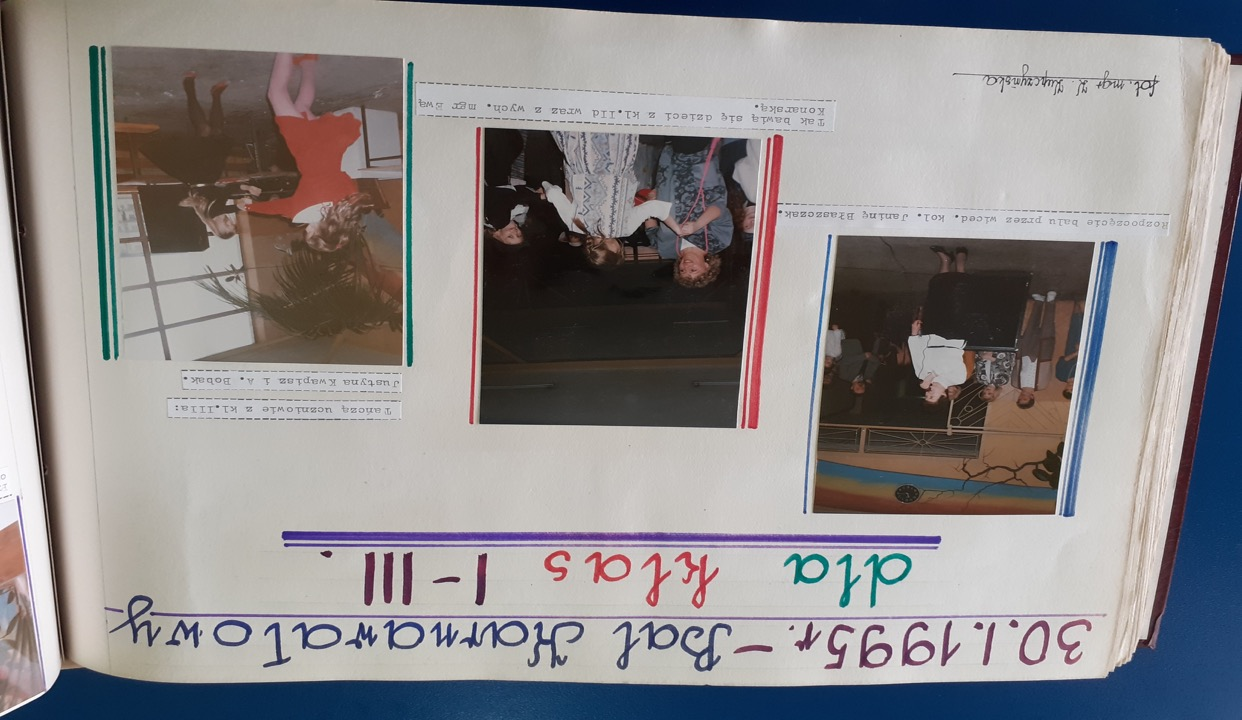 30.I.1995r. - Bal Karnawałowy
dla klas I-III.
Rozpoczęcie balu przez wiced. kol. Janinę Błaszczak.
Tak bawią się dzieci z kl.IId wraz z wych. mgr Ewą
Konarską.
Tańczą uczniowie z kl.IIIa:
Justyna Kwapisz i A. Bobak.
fot. mgr K. Kupczyńska